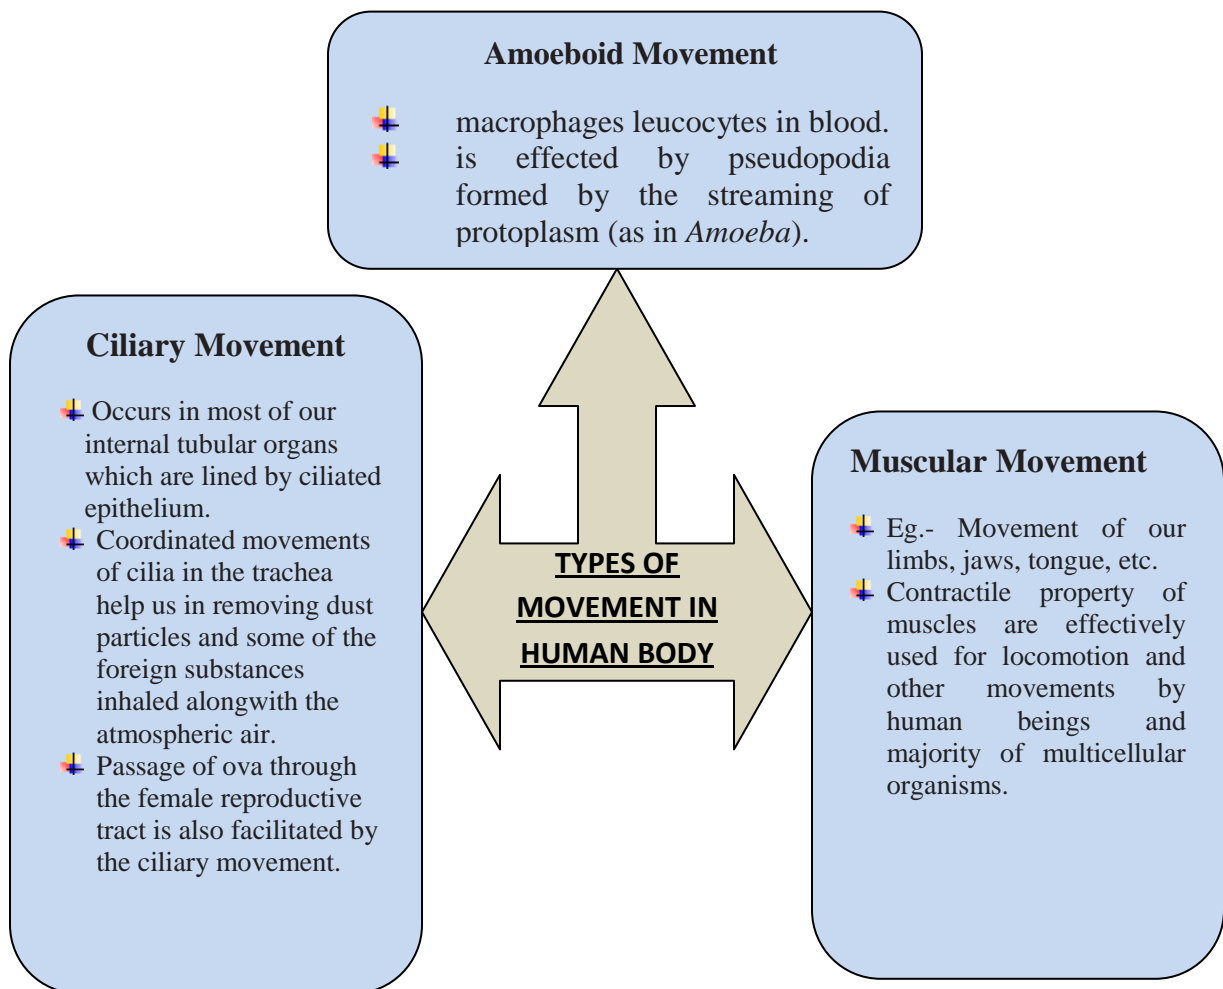 Amoeboid Movement
macrophages leucocytes in blood.
is effected by pseudopodia
formed by the streaming of
protoplasm (as in Amoeba).
Ciliary Movement
Occurs in most of our
internal tubular organs
which are lined by ciliated
epithelium.
Coordinated movements
of cilia in the trachea
help us in removing dust
particles and some of the
foreign substances
inhaled alongwith the
atmospheric air.
Passage of ova through
the female reproductive
tract is also facilitated by
the ciliary movement.
TYPES OF
MOVEMENT IN
HUMAN BODY
Muscular Movement
Eg.- Movement of our
limbs, jaws, tongue, etc.
Contractile property of
muscles are effectively
used for locomotion and
other movements by
human beings and
majority of multicellular
organisms.